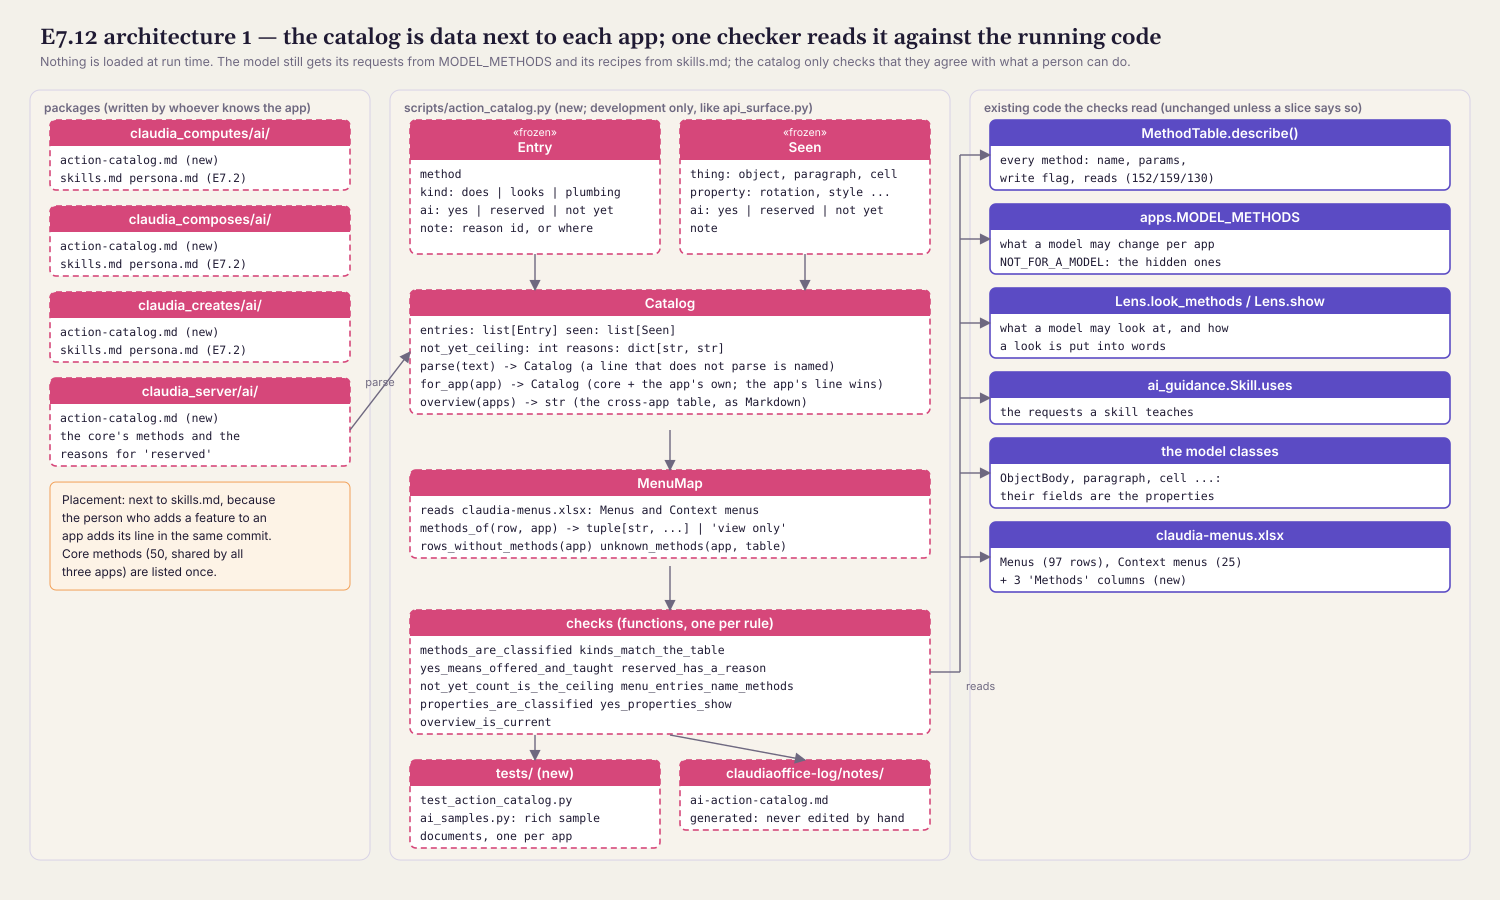 E7.12 architecture 1 — the catalog is data next to each app; one checker reads it against the running code
Nothing is loaded at run time. The model still gets its requests from MODEL_METHODS and its recipes from skills.md; the catalog only checks that they agree with what a person can do.
packages (written by whoever knows the app)
claudia_computes/ai/
action-catalog.md (new)
skills.md persona.md (E7.2)
claudia_composes/ai/
action-catalog.md (new)
skills.md persona.md (E7.2)
claudia_creates/ai/
action-catalog.md (new)
skills.md persona.md (E7.2)
claudia_server/ai/
action-catalog.md (new)
the core's methods and the
reasons for 'reserved'
Placement: next to skills.md, because
the person who adds a feature to an
app adds its line in the same commit.
Core methods (50, shared by all
three apps) are listed once.
parse
scripts/action_catalog.py (new; development only, like api_surface.py)
«frozen»
Entry
method
kind: does | looks | plumbing
ai: yes | reserved | not yet
note: reason id, or where
«frozen»
Seen
thing: object, paragraph, cell
property: rotation, style ...
ai: yes | reserved | not yet
note
Catalog
entries: list[Entry] seen: list[Seen]
not_yet_ceiling: int reasons: dict[str, str]
parse(text) -> Catalog (a line that does not parse is named)
for_app(app) -> Catalog (core + the app's own; the app's line wins)
overview(apps) -> str (the cross-app table, as Markdown)
MenuMap
reads claudia-menus.xlsx: Menus and Context menus
methods_of(row, app) -> tuple[str, ...] | 'view only'
rows_without_methods(app) unknown_methods(app, table)
checks (functions, one per rule)
methods_are_classified kinds_match_the_table
yes_means_offered_and_taught reserved_has_a_reason
not_yet_count_is_the_ceiling menu_entries_name_methods
properties_are_classified yes_properties_show
overview_is_current
tests/ (new)
test_action_catalog.py
ai_samples.py: rich sample
documents, one per app
claudiaoffice-log/notes/
ai-action-catalog.md
generated: never edited by hand
reads
existing code the checks read (unchanged unless a slice says so)
MethodTable.describe()
every method: name, params,
write flag, reads (152/159/130)
apps.MODEL_METHODS
what a model may change per app
NOT_FOR_A_MODEL: the hidden ones
Lens.look_methods / Lens.show
what a model may look at, and how
a look is put into words
ai_guidance.Skill.uses
the requests a skill teaches
the model classes
ObjectBody, paragraph, cell ...:
their fields are the properties
claudia-menus.xlsx
Menus (97 rows), Context menus (25)
+ 3 'Methods' columns (new)